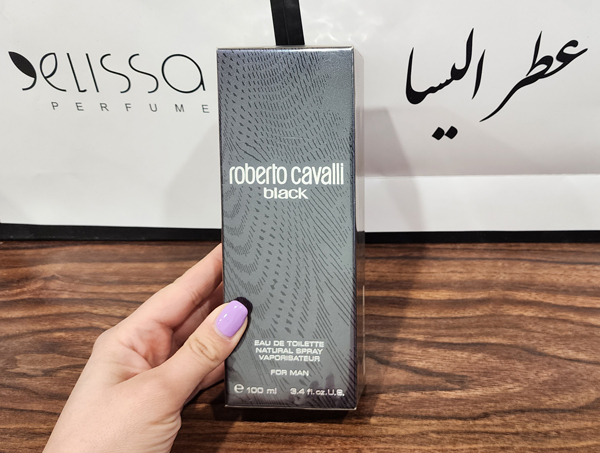 elissa
PERFUME
عطر الیسا
roberto cavalli
black
EAU DE TOILETTE
NATURAL SPRAY
VAPORISATEUR
FOR MAN
e 100 ml 3.4 fl.oz.U.S.